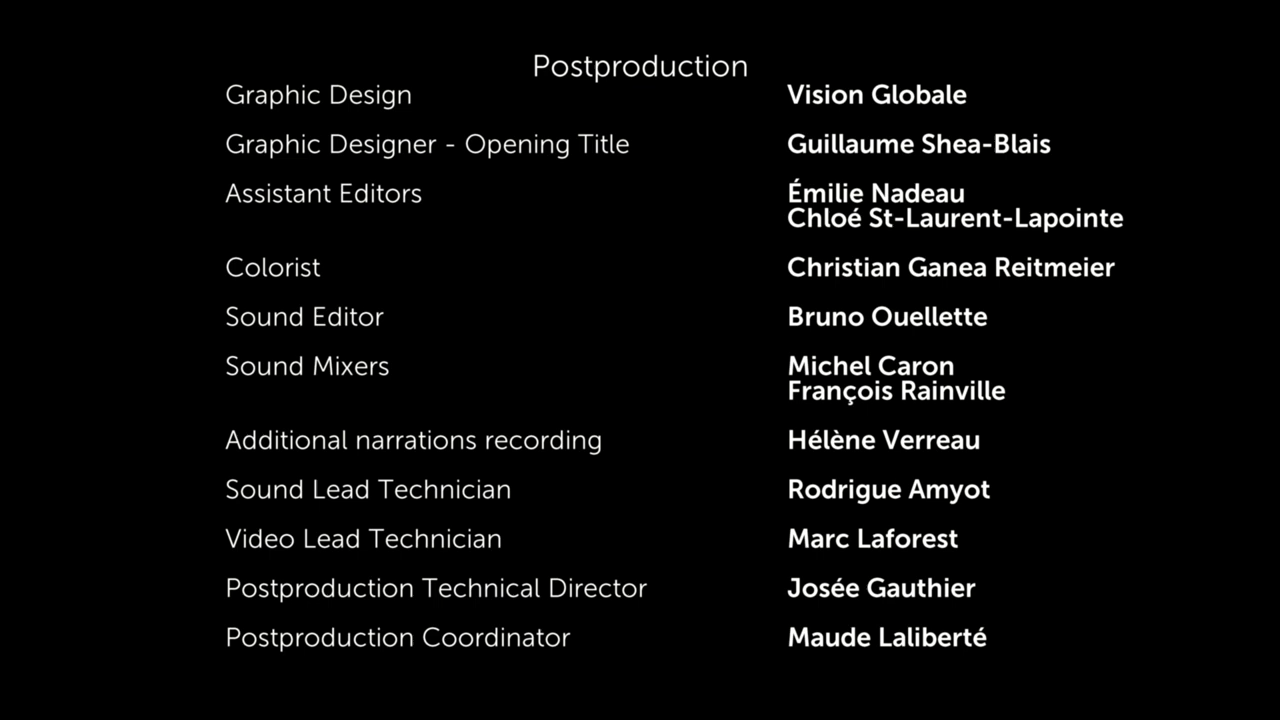 Postproduction
Graphic Design Vision Globale
Graphic Designer - Opening Title Guillaume Shea-Blais
Assistant Editors Émilie Nadeau
Chloé St-Laurent-Lapointe
Colorist Christian Ganea Reitmeier
Sound Editor Bruno Ouellette
Sound Mixers Michel Caron
François Rainville
Additional narrations recording Hélène Verreau
Sound Lead Technician Rodrigue Amyot
Video Lead Technician Marc Laforest
Postproduction Technical Director Josée Gauthier
Postproduction Coordinator Maude Laliberté